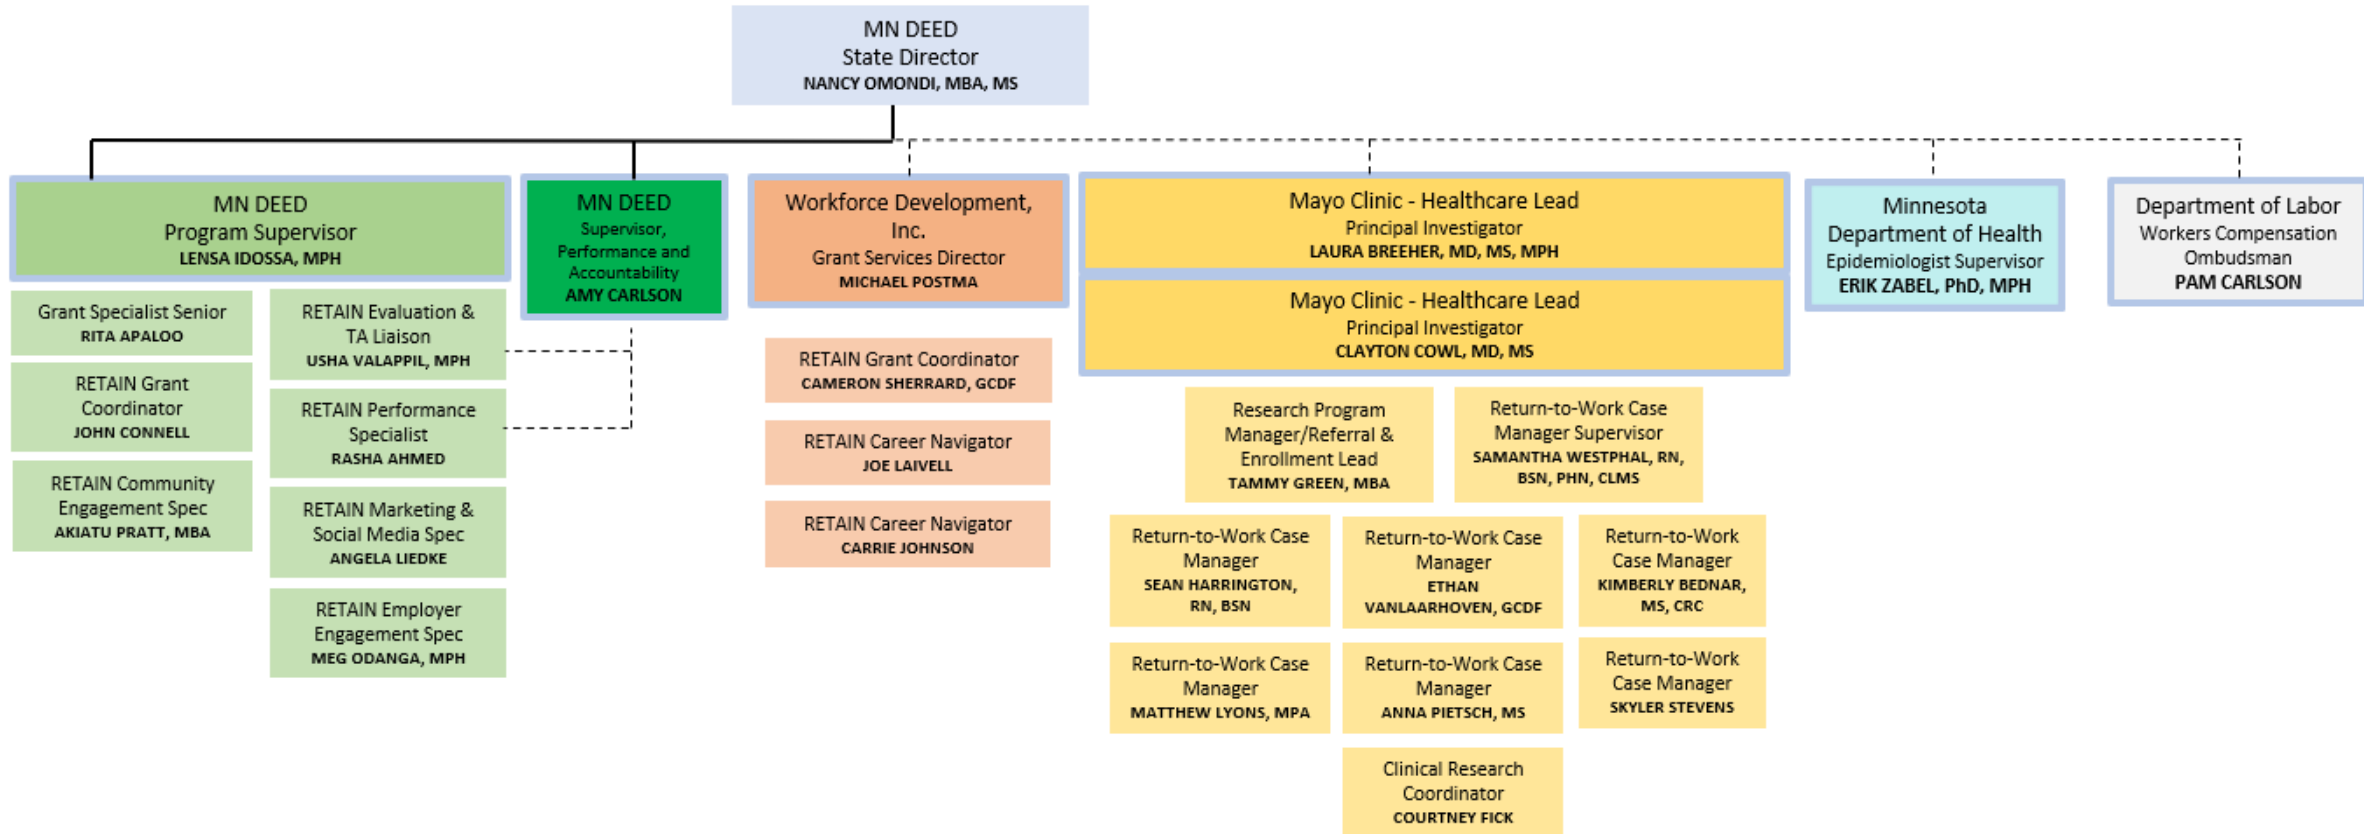 MN DEED
State Director
NANCY OMONDI, MBA, MS
MN DEED
Program Supervisor
LENSA IDOSSA, MPH
Grant Specialist Senior
RITA APALOO
RETAIN Grant
Coordinator
JOHN CONNELL
RETAIN Community
Engagement Spec
AKIATU PRATT, MBA
RETAIN Evaluation &
TA Liaison
USHA VALAPPIL, MPH
RETAIN Performance
Specialist
RASHA AHMED
RETAIN Marketing &
Social Media Spec
ANGELA LIEDKE
RETAIN Employer
Engagement Spec
MEG ODANGA, MPH
MN DEED
Supervisor,
Performance and
Accountability
AMY CARLSON
Workforce Development,
Inc.
Grant Services Director
MICHAEL POSTMA
RETAIN Grant Coordinator
CAMERON SHERRARD, GCDF
RETAIN Career Navigator
JOE LAIVELL
RETAIN Career Navigator
CARRIE JOHNSON
Mayo Clinic - Healthcare Lead
Principal Investigator
LAURA BREEHER, MD, MS, MPH
Mayo Clinic - Healthcare Lead
Principal Investigator
CLAYTON COWL, MD, MS
Research Program
Manager/Referral &
Enrollment Lead
TAMMY GREEN, MBA
Return-to-Work Case
Manager Supervisor
SAMANTHA WESTPHAL, RN,
BSN, PHN, CLMS
Return-to-Work Case
Manager
SEAN HARRINGTON,
RN, BSN
Return-to-Work Case
Manager
ETHAN
VANLAARHOVEN, GCDF
Return-to-Work
Case Manager
KIMBERLY BEDNAR,
MS, CRC
Return-to-Work Case
Manager
MATTHEW LYONS, MPA
Return-to-Work Case
Manager
ANNA PIETSCH, MS
Return-to-Work
Case Manager
SKYLER STEVENS
Clinical Research
Coordinator
COURTNEY FICK
Minnesota
Department of Health
Epidemiologist Supervisor
ERIK ZABEL, PhD, MPH
Department of Labor
Workers Compensation
Ombudsman
PAM CARLSON